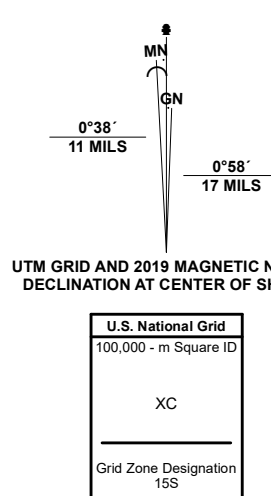 MN
GN
0°38´
11 MILS
0°58´
17 MILS
UTM GRID AND 2019 MAGNETIC
DECLINATION AT CENTER OF
U.S. National Grid
100,000 - m Square ID
XC
Grid Zone Designation
15S